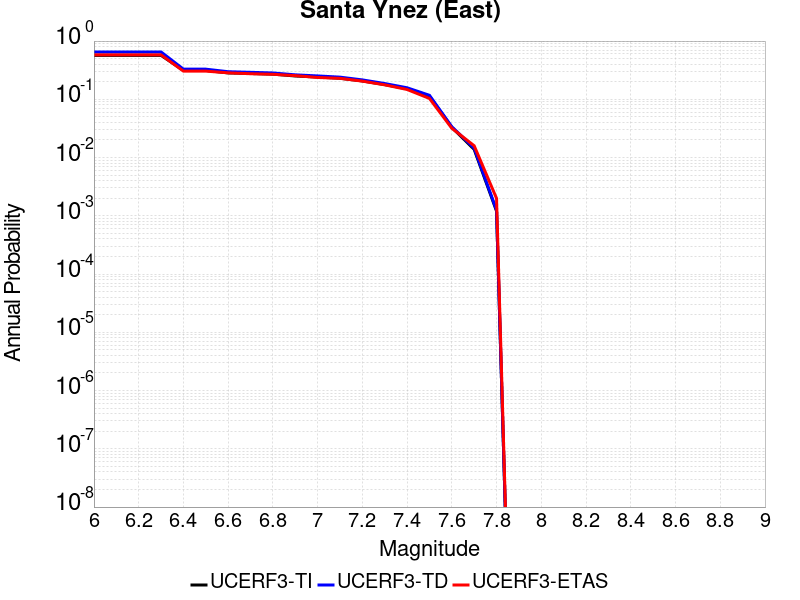 Santa Ynez (East)
10^0
10^-1
10^-2
10^-3
10^-4
10^-5
10^-6
10^-7
10^-8
Annual Probability
6 6.2 6.4 6.6 6.8 7 7.2 7.4 7.6 7.8 8 8.2 8.4 8.6 8.8 9
Magnitude
UCERF3-TI UCERF3-TD UCERF3-ETAS